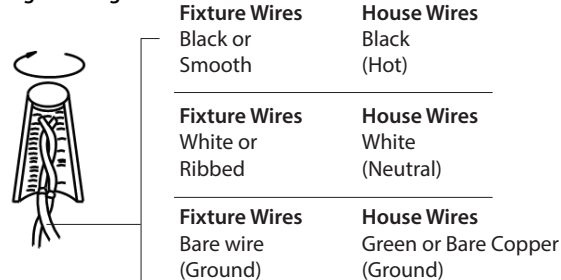 Fixture Wires House Wires
Black or Black
Smooth (Hot)
Fixture Wires House Wires
White or White
Ribbed (Neutral)
Fixture Wires House Wires
Bare wire Green or Bare Copper
(Ground) (Ground)